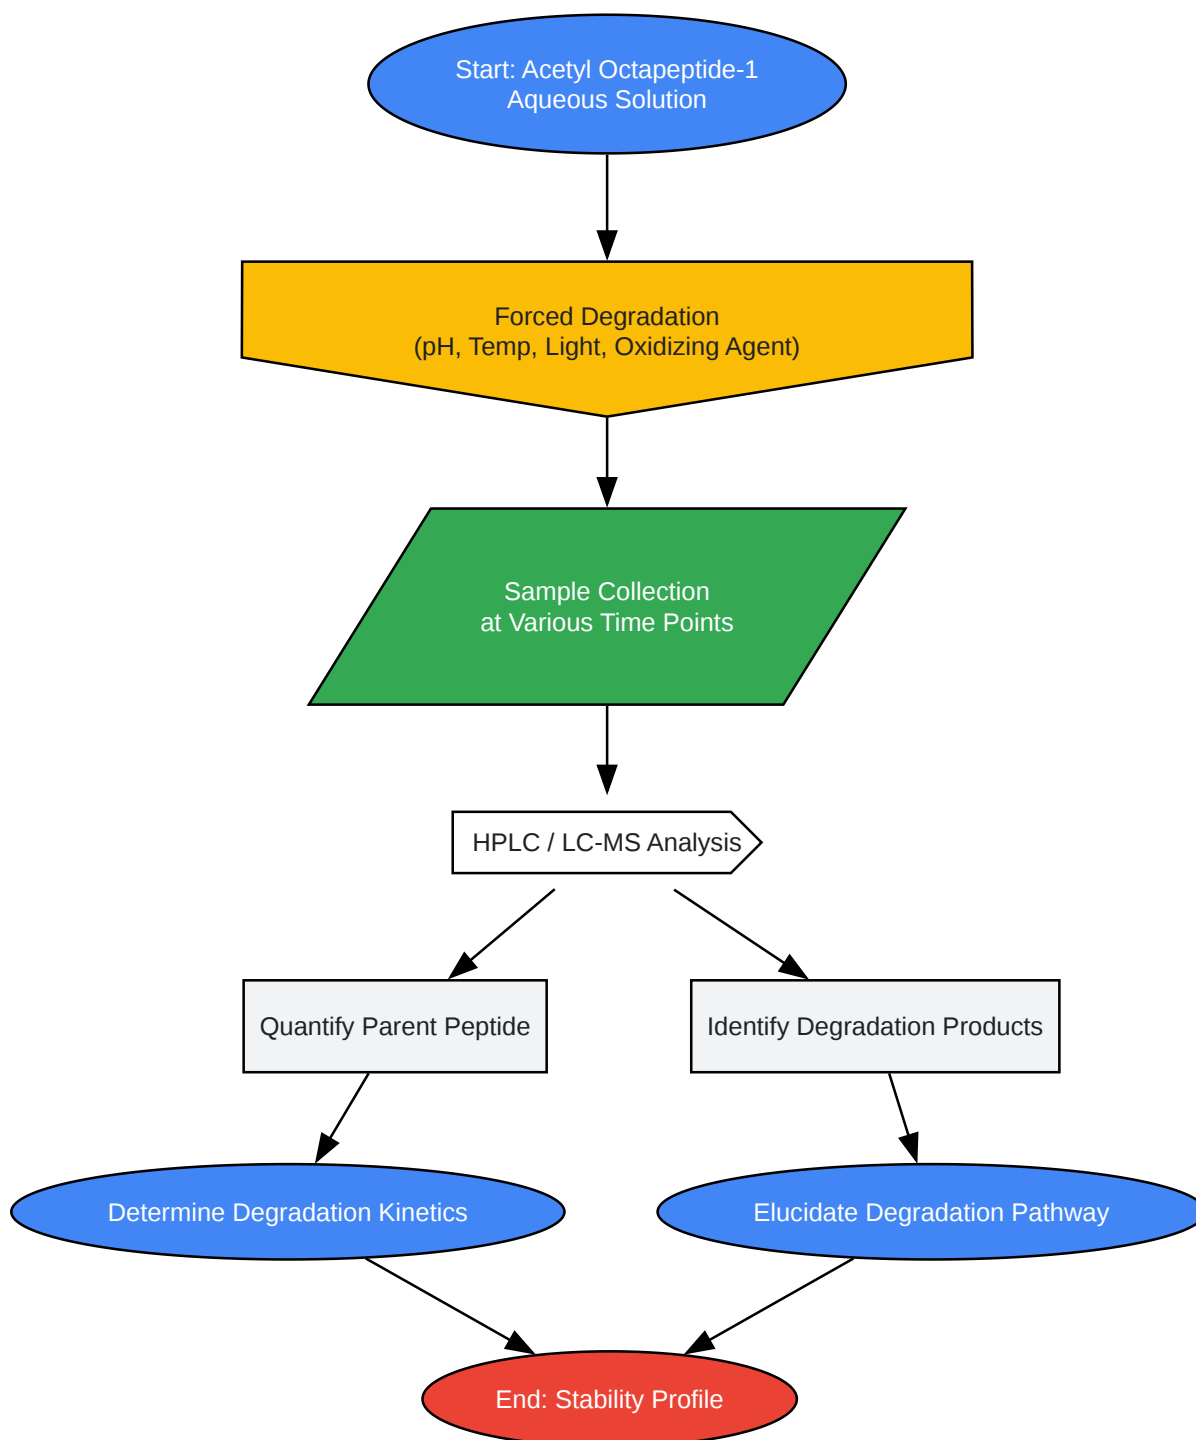 Start: Acetyl Octapeptide-1
Aqueous Solution
Forced Degradation
(pH, Temp, Light, Oxidizing Agent)
Sample Collection
at Various Time Points
HPLC / LC-MS Analysis
Quantify Parent Peptide
Identify Degradation Products
Determine Degradation Kinetics
Elucidate Degradation Pathway
End: Stability Profile